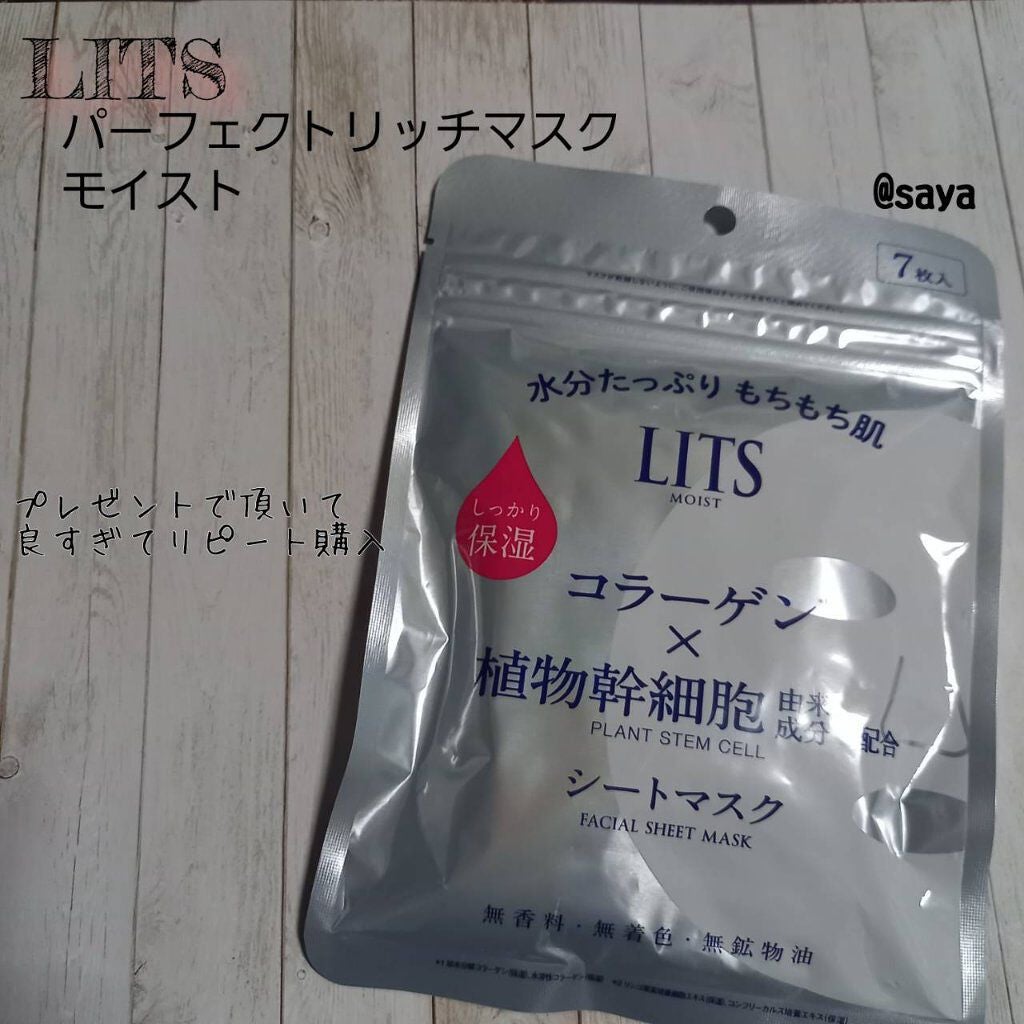 LITS
パーフェクトリッチマスク
モイスト
@saya
7枚入
水分たっぷり もちもち肌
LITS
MOIST
しっかり
保湿
プレゼントで頂いて
良すぎてリピート購入
コラーゲン
×
植物幹細胞 由来成分 配合
PLANT STEM CELL
シートマスク
FACIAL SHEET MASK
無香料・無着色・無鉱物油